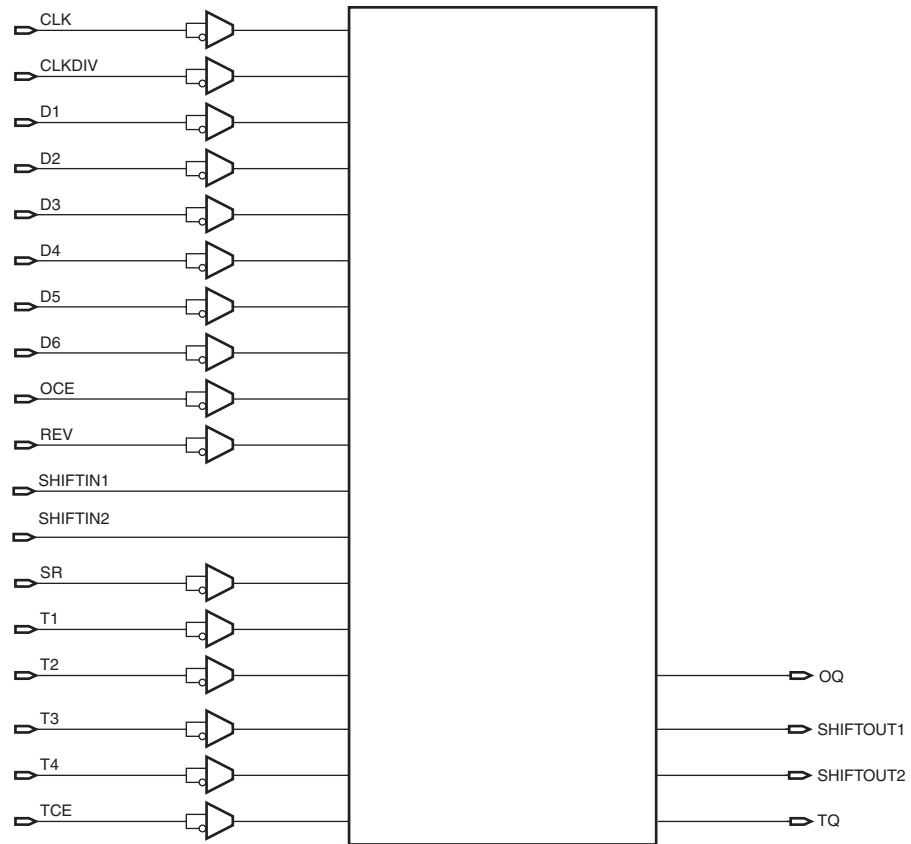 CLK
CLKDIV
D1
D2
D3
D4
D5
D6
OCE
REV
SHIFTIN1
SHIFTIN2
SR
T1
T2
T3
T4
TCE
OQ
SHIFTOUT1
SHIFTOUT2
TQ